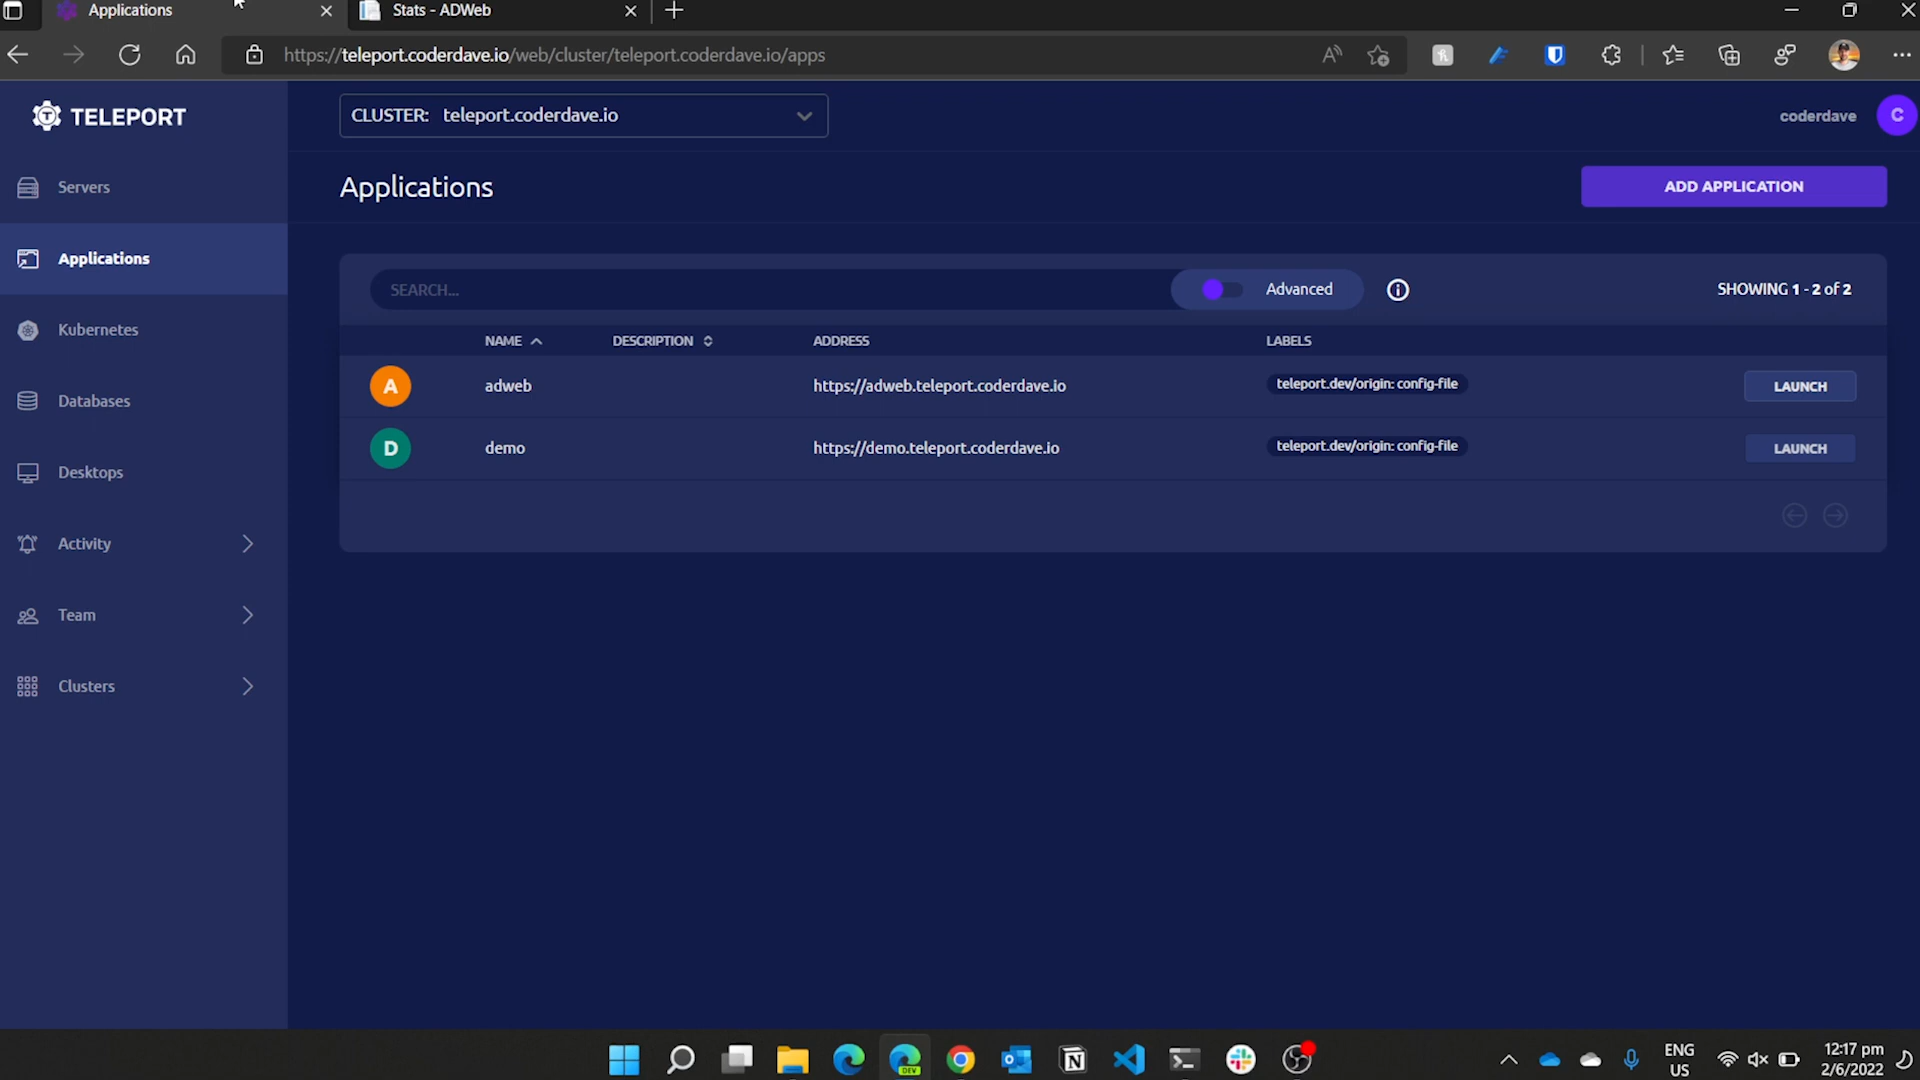 Applications
Stats - ADWeb
https://teleport.coderdave.io/web/cluster/teleport.coderdave.io/apps
TELEPORT
CLUSTER: teleport.coderdave.io
coderdave
C
Servers
Applications
ADD APPLICATION
Applications
SEARCH...
Advanced
SHOWING 1 - 2 of 2
Kubernetes
NAME
DESCRIPTION
ADDRESS
LABELS
A
adweb
https://adweb.teleport.coderdave.io
teleport.dev/origin: config-file
LAUNCH
Databases
D
demo
https://demo.teleport.coderdave.io
teleport.dev/origin: config-file
LAUNCH
Desktops
Activity
Team
Clusters
DEV
ENG
US
12:17 pm
2/6/2022